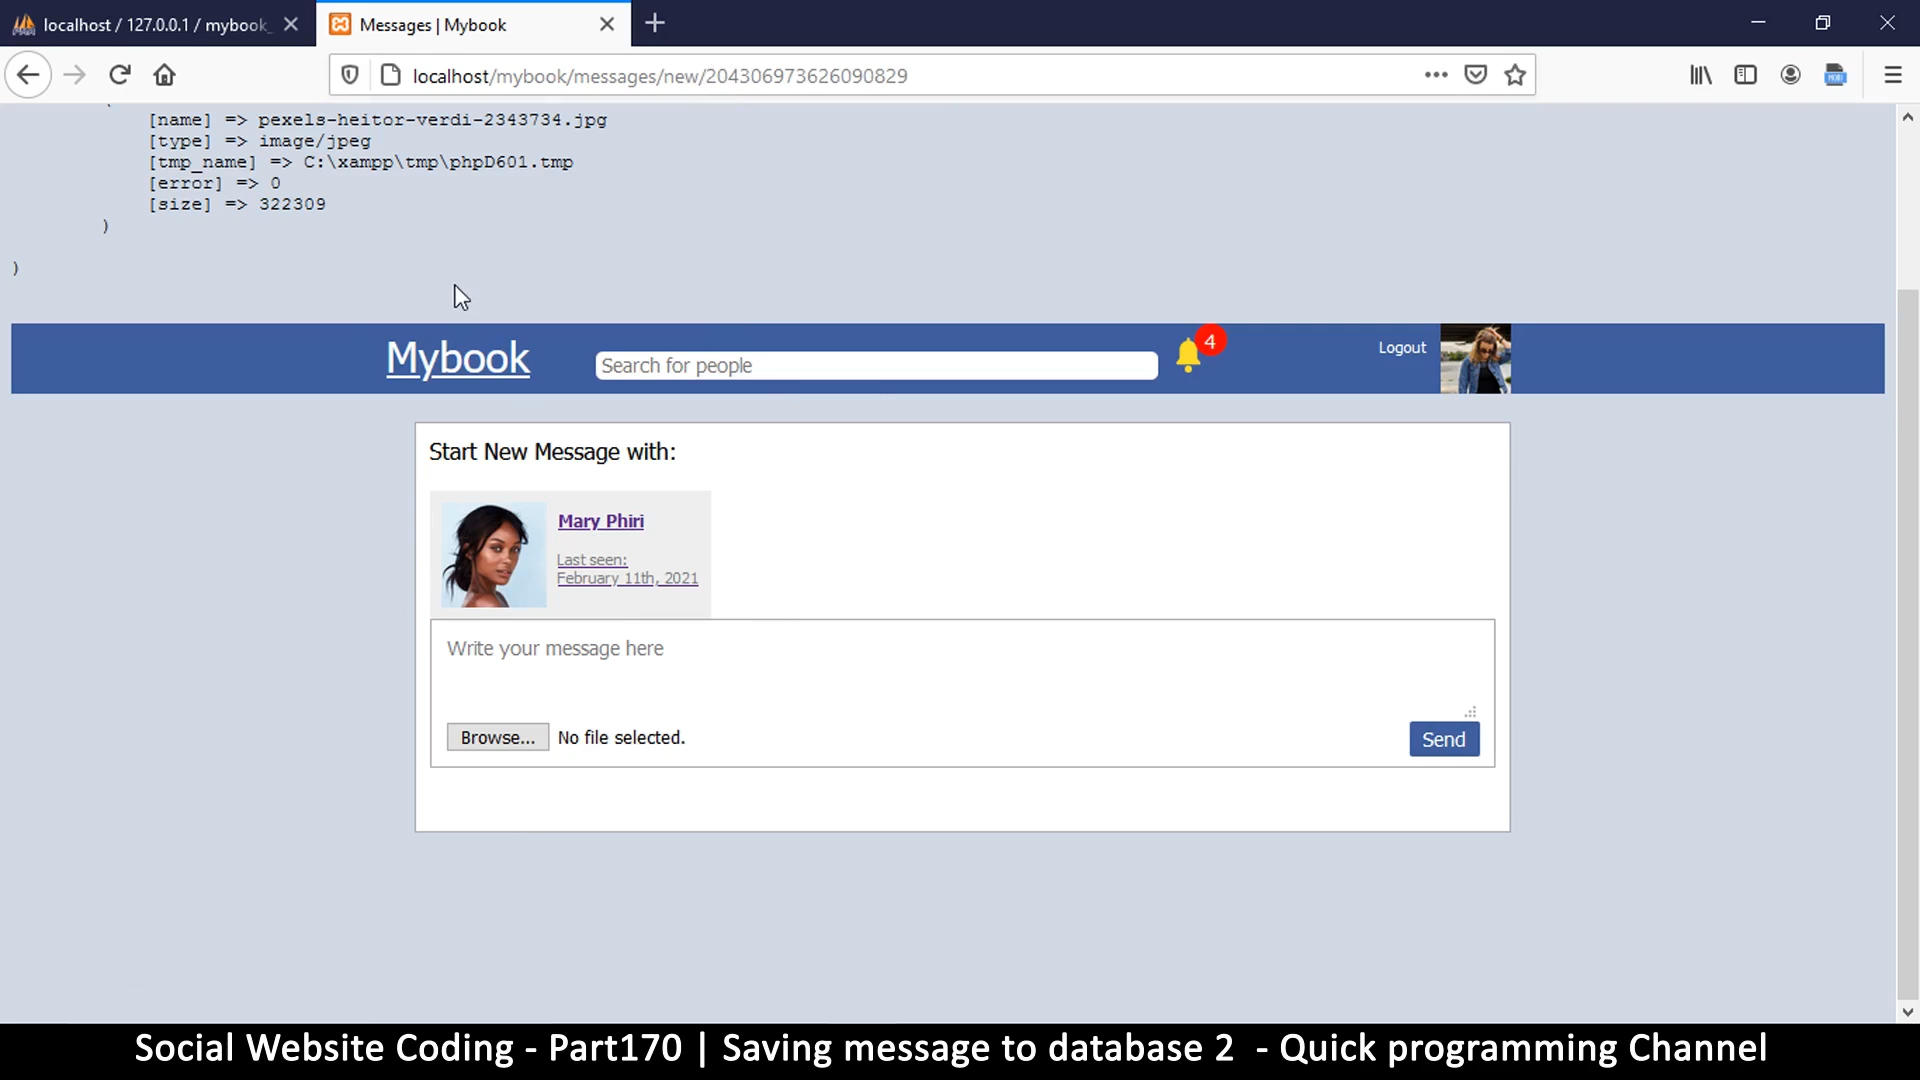 localhost / 127.0.0.1 / mybook_
Messages | Mybook
localhost/mybook/messages/new/204306973626090829
[name] => pexels-heitor-verdi-2343734.jpg
[type] => image/jpeg
[tmp_name] => C:\xampp\tmp\phpD601.tmp
[error] => 0
[size] => 322309
)
)
Mybook
Search for people
4
Logout
Start New Message with:
Mary Phiri
Last seen:
February 11th, 2021
Write your message here
Browse...
No file selected.
Send
Social Website Coding - Part170 | Saving message to database 2 - Quick programming Channel